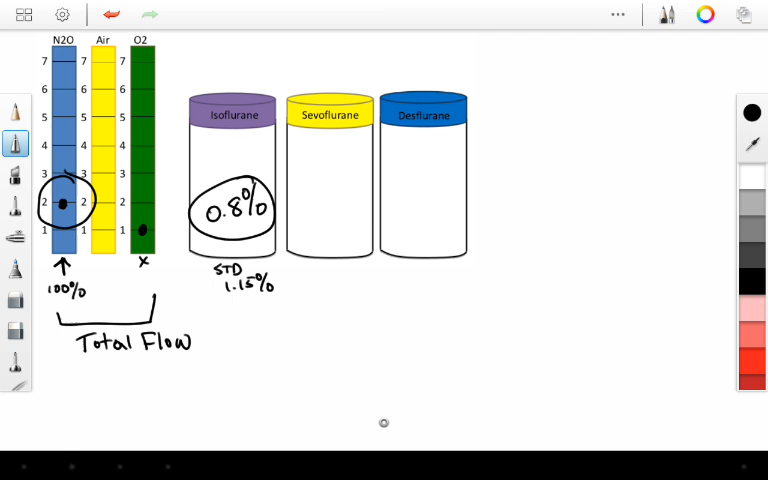 N2O Air O2
7 7 7
6 6 6
5 5 5
4 4 4
3 3 3
2 2 2
1 1 1
x
100%
Total Flow
Isoflurane Sevoflurane Desflurane
0.8%
STD
1.15%